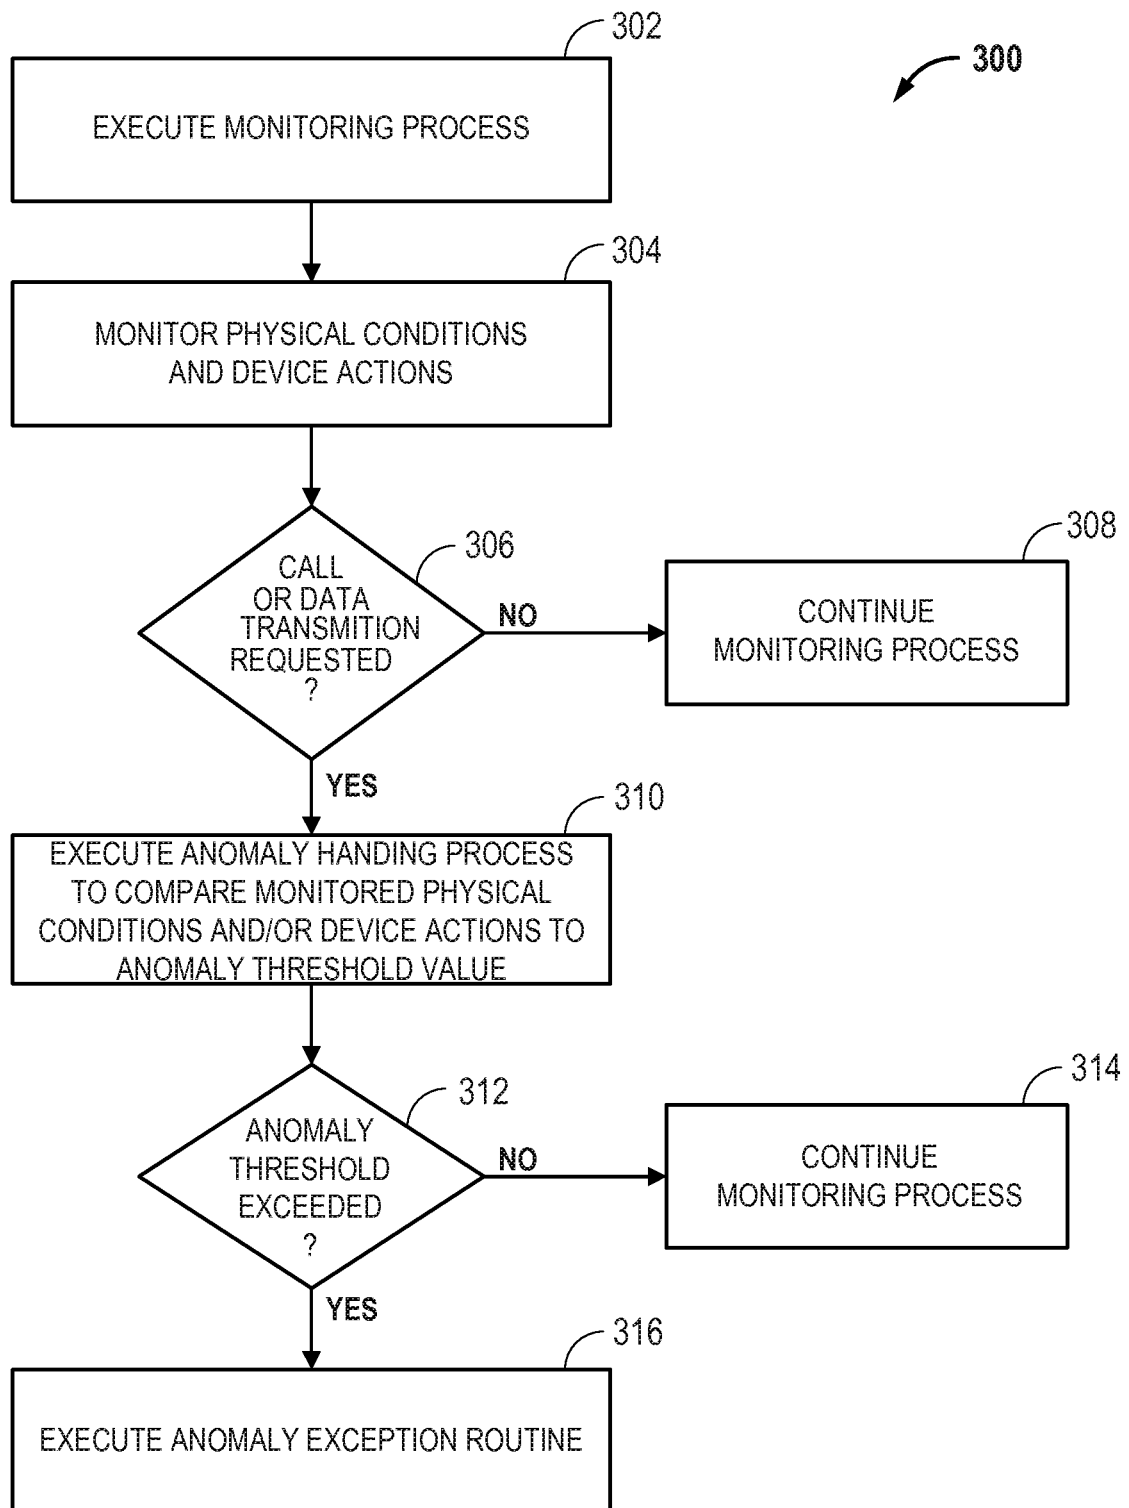 302
300
EXECUTE MONITORING PROCESS
304
MONITOR PHYSICAL CONDITIONS
AND DEVICE ACTIONS
306
CALL
OR DATA
TRANSMITION
REQUESTED
?
NO
308
CONTINUE
MONITORING PROCESS
YES
310
EXECUTE ANOMALY HANDING PROCESS
TO COMPARE MONITORED PHYSICAL
CONDITIONS AND/OR DEVICE ACTIONS TO
ANOMALY THRESHOLD VALUE
312
ANOMALY
THRESHOLD
EXCEEDED
?
NO
314
CONTINUE
MONITORING PROCESS
YES
316
EXECUTE ANOMALY EXCEPTION ROUTINE